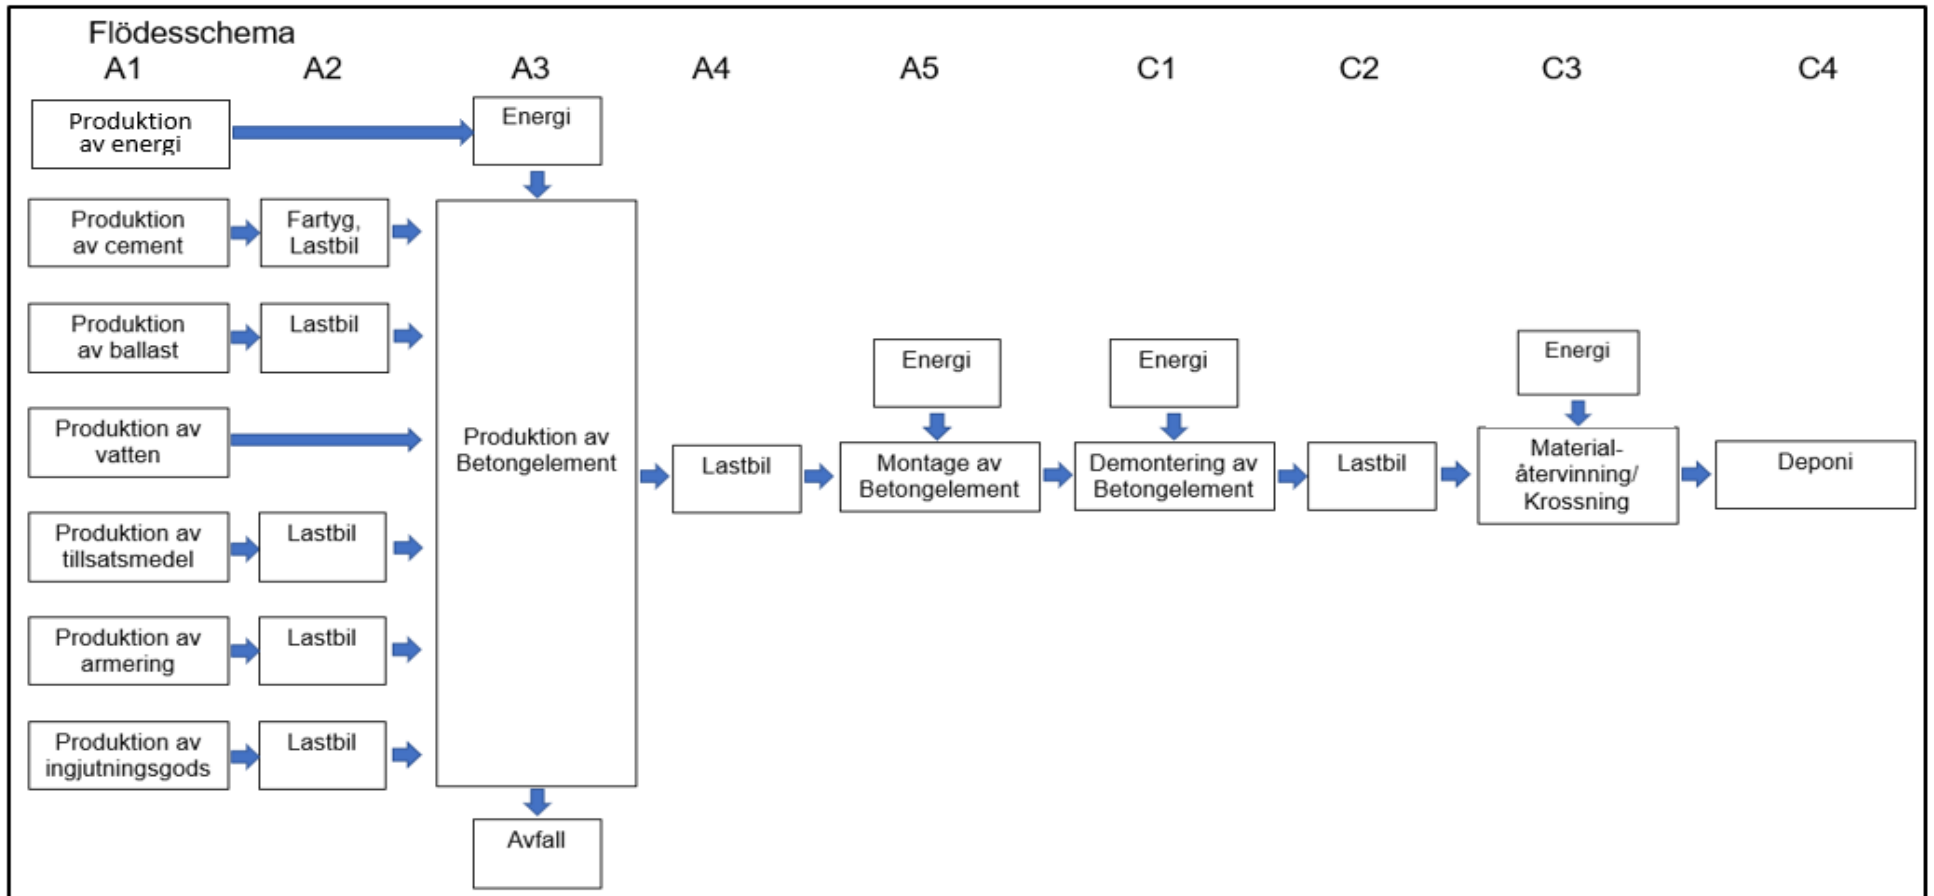 Flödesschema
A1 A2 A3 A4 A5 C1 C2 C3 C4
Produktion
av energi
Energi
Produktion
av cement
Fartyg,
Lastbil
Produktion
av ballast
Lastbil
Produktion av
vatten
Produktion av
tillsatsmedel
Lastbil
Produktion av
armering
Lastbil
Produktion av
ingjutningsgods
Lastbil
Produktion av
Betongelement
Avfall
Lastbil
Energi
Montage av
Betongelement
Energi
Demontering av
Betongelement
Lastbil
Energi
Material-
återvinning/
Krossning
Deponi